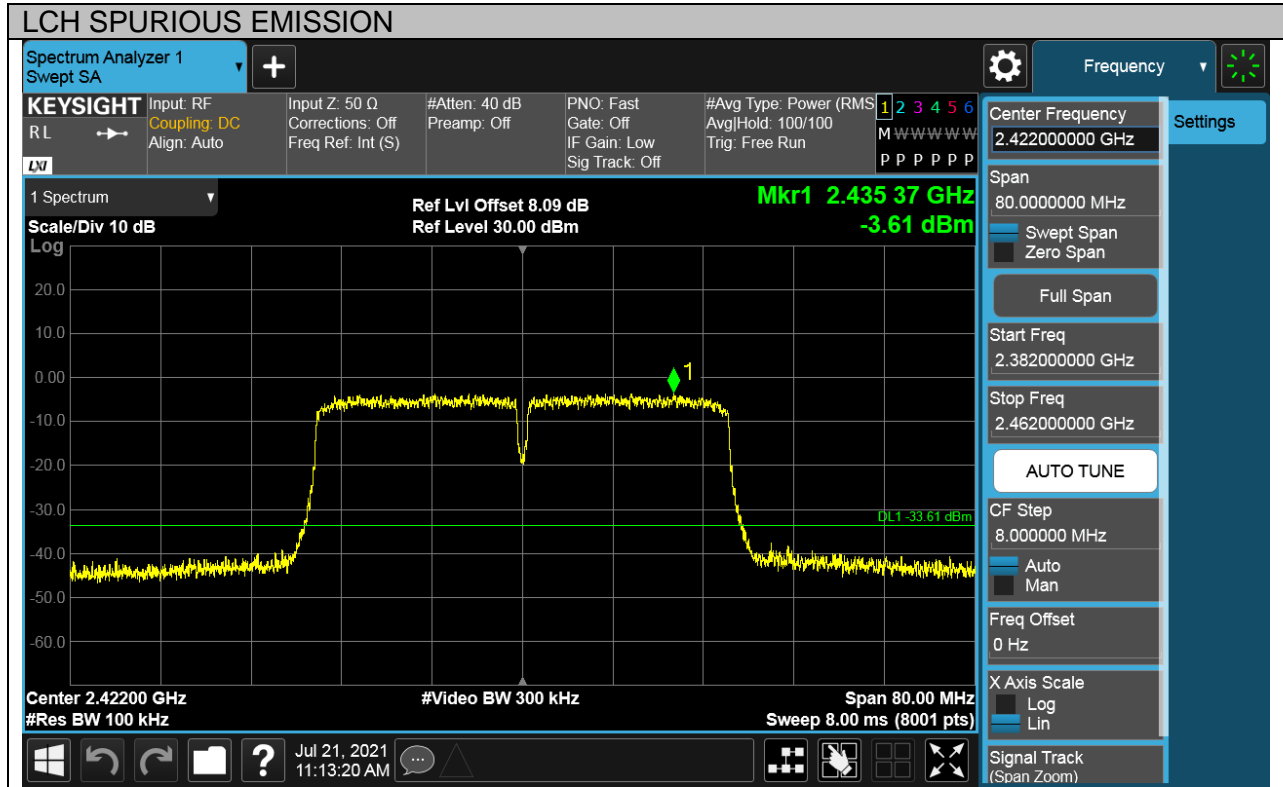 LCH SPURIOUS EMISSION
Spectrum Analyzer 1
Swept SA
Frequency
KEYSIGHT
RL
LXI
Input: RF
Coupling: DC
Align: Auto
Input Z: 50 Ω
Corrections: Off
Freq Ref: Int (S)
#Atten: 40 dB
Preamp: Off
PNO: Fast
Gate: Off
IF Gain: Low
Sig Track: Off
#Avg Type: Power (RMS
Avg|Hold: 100/100
Trig: Free Run
1 2 3 4 5 6
M W W W W W
P P P P P P
1 Spectrum
Scale/Div 10 dB
Ref Lvl Offset 8.09 dB
Ref Level 30.00 dBm
Mkr1 2.435 37 GHz
-3.61 dBm
Log
20.0
10.0
0.00
-10.0
-20.0
-30.0
-40.0
-50.0
-60.0
1
DL1 -33.61 dBm
Center 2.42200 GHz
#Video BW 300 kHz
Span 80.00 MHz
#Res BW 100 kHz
Sweep 8.00 ms (8001 pts)
?
Jul 21, 2021
11:13:20 AM
Center Frequency
2.422000000 GHz
Settings
Span
80.0000000 MHz
Swept Span
Zero Span
Full Span
Start Freq
2.382000000 GHz
Stop Freq
2.462000000 GHz
AUTO TUNE
CF Step
8.000000 MHz
Auto
Man
Freq Offset
0 Hz
X Axis Scale
Log
Lin
Signal Track
(Span Zoom)